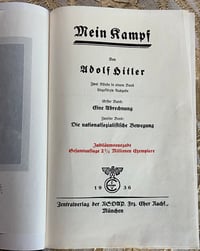 Mein Kampf
Von
Adolf Hitler
Zwei Bände in einem Band
Ungekürzte Ausgabe
Erster Band:
Eine Abrechnung
Zweiter Band:
Die nationalsozialistische Bewegung
Jubiläumsausgabe
Gesamtauflage 2½ Millionen Exemplare
19 36
Zentralverlag der NSDAP. Frz. Eher Nachf.,
München